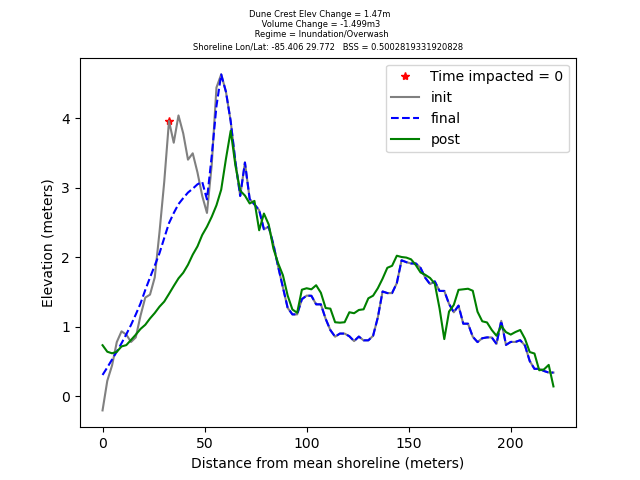 Dune Crest Elev Change = 1.47m
Volume Change = -1.499m3
Regime = Inundation/Overwash
Shoreline Lon/Lat: -85.406 29.772   BSS = 0.5002819331920828
Time impacted = 0
init
final
post
Elevation (meters)
4
3
2
1
0
0 50 100 150 200
Distance from mean shoreline (meters)